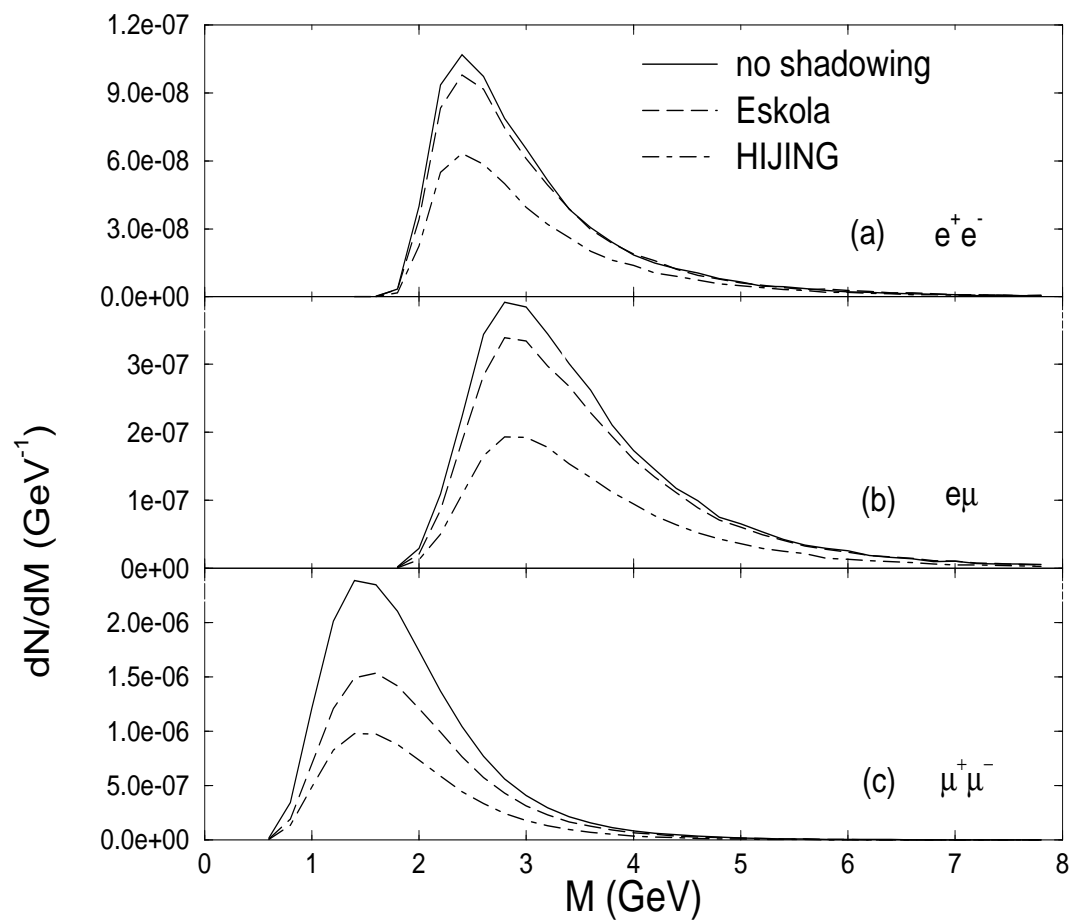 1.2e-07
9.0e-08
6.0e-08
3.0e-08
0.0e+00
no shadowing
Eskola
HIJING
(a) e⁺e⁻
3e-07
2e-07
1e-07
0e+00
(b) eμ
2.0e-06
1.5e-06
1.0e-06
5.0e-07
0.0e+00
(c) μ⁺μ⁻
dN/dM (GeV⁻¹)
0 1 2 3 4 5 6 7 8
M (GeV)